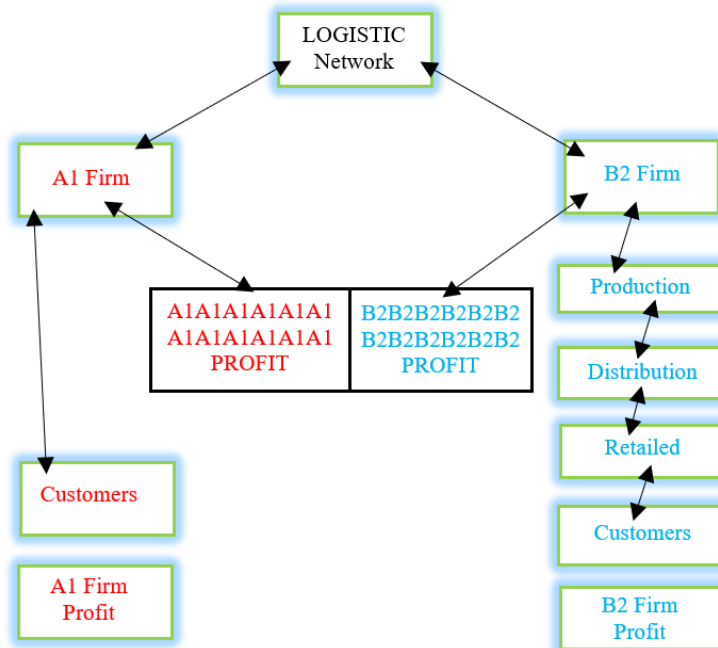 LOGISTIC
Network
A1 Firm
B2 Firm
A1A1A1A1A1A1
A1A1A1A1A1A1
PROFIT
B2B2B2B2B2B2
B2B2B2B2B2B2
PROFIT
Production
Distribution
Retailed
Customers
Customers
A1 Firm
Profit
B2 Firm
Profit